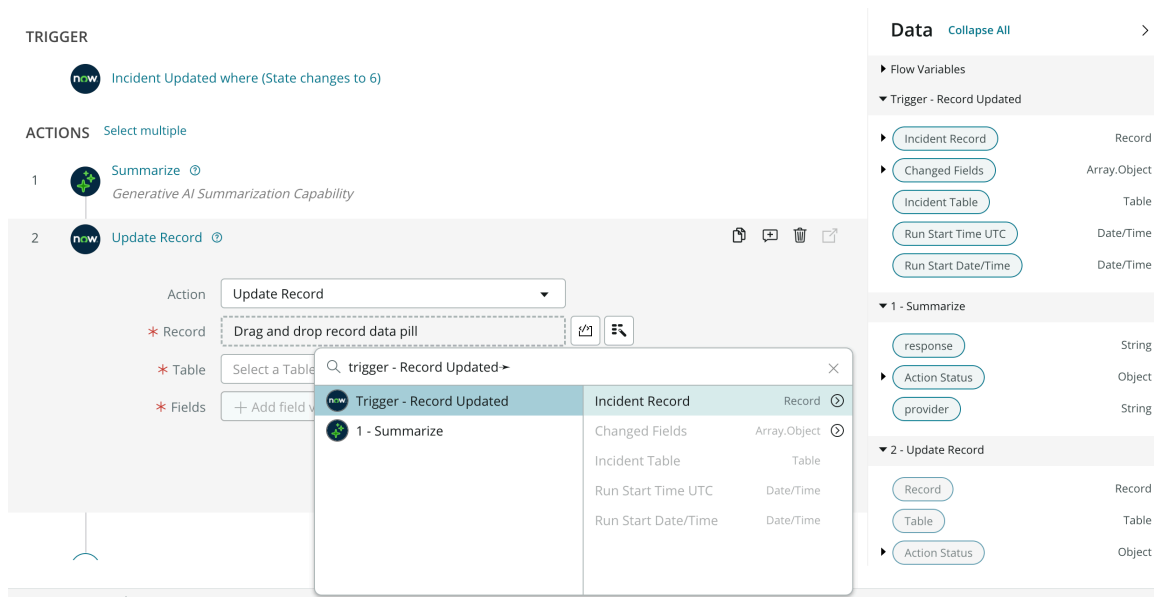 TRIGGER
now
Incident Updated where (State changes to 6)
ACTIONS Select multiple
1
Summarize
Generative AI Summarization Capability
2
now
Update Record
Action
Update Record
* Record
Drag and drop record data pill
* Table
Select a Table
* Fields
+ Add field v
trigger - Record Updated➛
now Trigger - Record Updated
1 - Summarize
Incident Record Record
Changed Fields Array.Object
Incident Table Table
Run Start Time UTC Date/Time
Run Start Date/Time Date/Time
Data Collapse All
Flow Variables
Trigger - Record Updated
Incident Record Record
Changed Fields Array.Object
Incident Table Table
Run Start Time UTC Date/Time
Run Start Date/Time Date/Time
1 - Summarize
response String
Action Status Object
provider String
2 - Update Record
Record Record
Table Table
Action Status Object